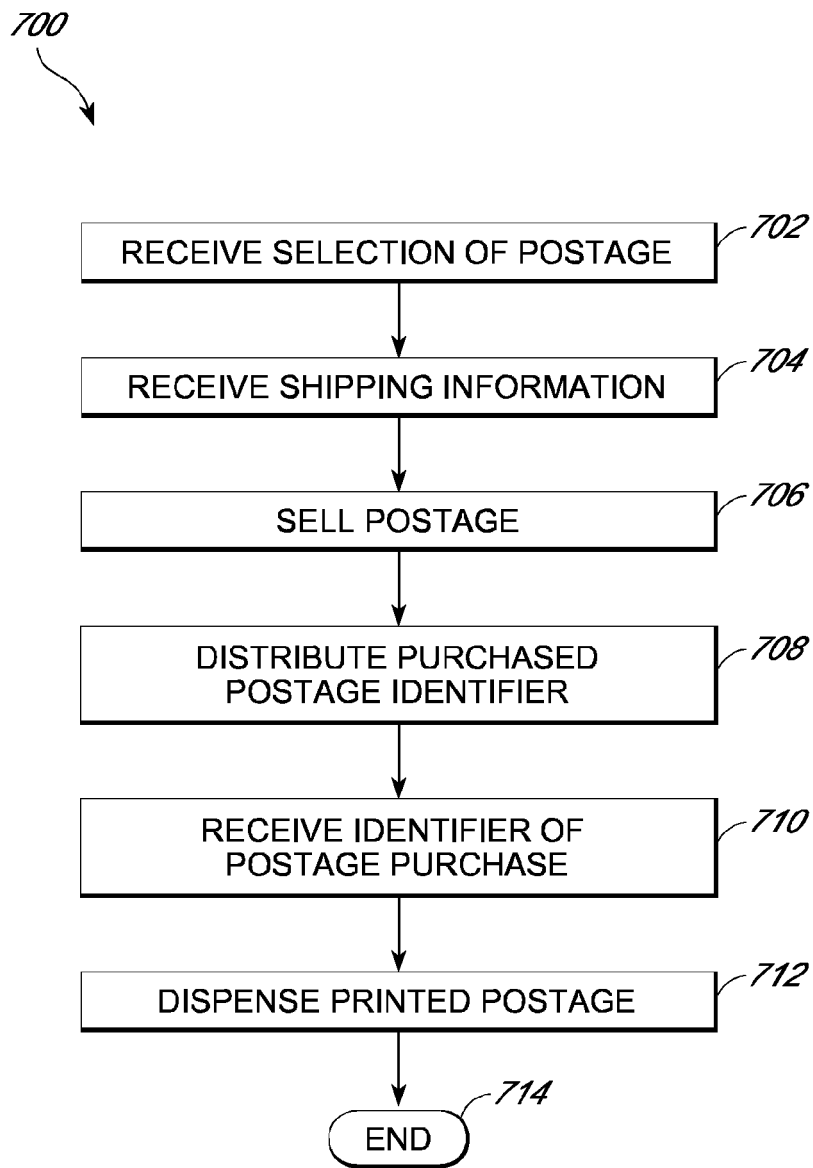 700
RECEIVE SELECTION OF POSTAGE
702
RECEIVE SHIPPING INFORMATION
704
SELL POSTAGE
706
DISTRIBUTE PURCHASED
POSTAGE IDENTIFIER
708
RECEIVE IDENTIFIER OF
POSTAGE PURCHASE
710
DISPENSE PRINTED POSTAGE
712
END
714